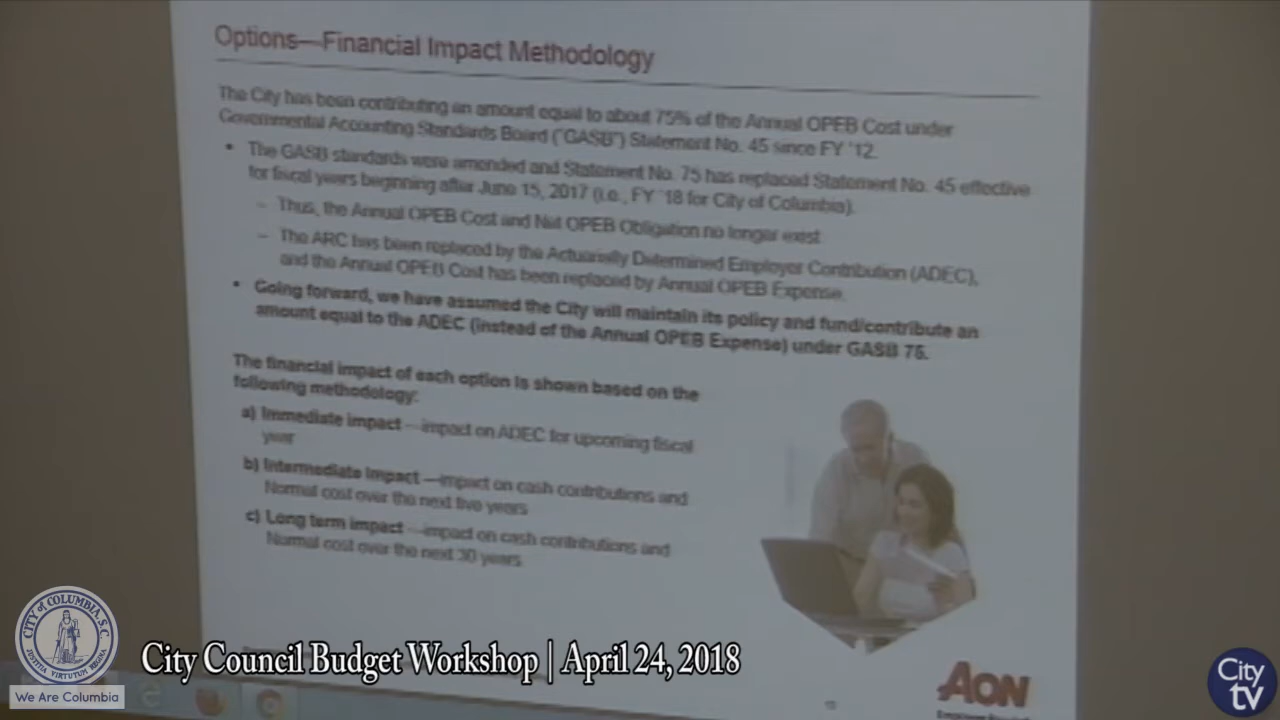 Options—Financial Impact Methodology
The City has been contributing an amount equal to about 75% of the Annual OPEB Cost under
Governmental Accounting Standards Board ("GASB") Statement No. 45 since FY '12.
• The GASB standards were amended and Statement No. 75 has replaced Statement No. 45 effective
for fiscal years beginning after June 15, 2017 (i.e., FY '18 for City of Columbia).
– Thus, the Annual OPEB Cost and Net OPEB Obligation no longer exist
– The ARC has been replaced by the Actuarially Determined Employer Contribution (ADEC),
and the Annual OPEB Cost has been replaced by Annual OPEB Expense.
• Going forward, we have assumed the City will maintain its policy and fund/contribute an
amount equal to the ADEC (instead of the Annual OPEB Expense) under GASB 75.
The financial impact of each option is shown based on the
following methodology:
a) Immediate impact—impact on ADEC for upcoming fiscal
year
b) Intermediate impact—impact on cash contributions and
Normal cost over the next five years
c) Long term impact—impact on cash contributions and
Normal cost over the next 30 years
AON
CITY of COLUMBIA, S.C.
JUSTITIA VIRTUTUM REGINA
We Are Columbia
City Council Budget Workshop | April 24, 2018
City
tv